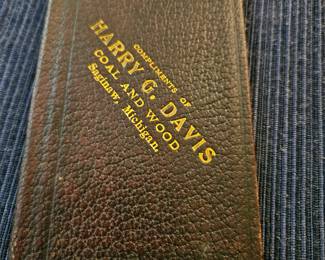 COMPLIMENTS OF
HARRY G. DAVIS
COAL AND WOOD.
Saginaw, Michigan.